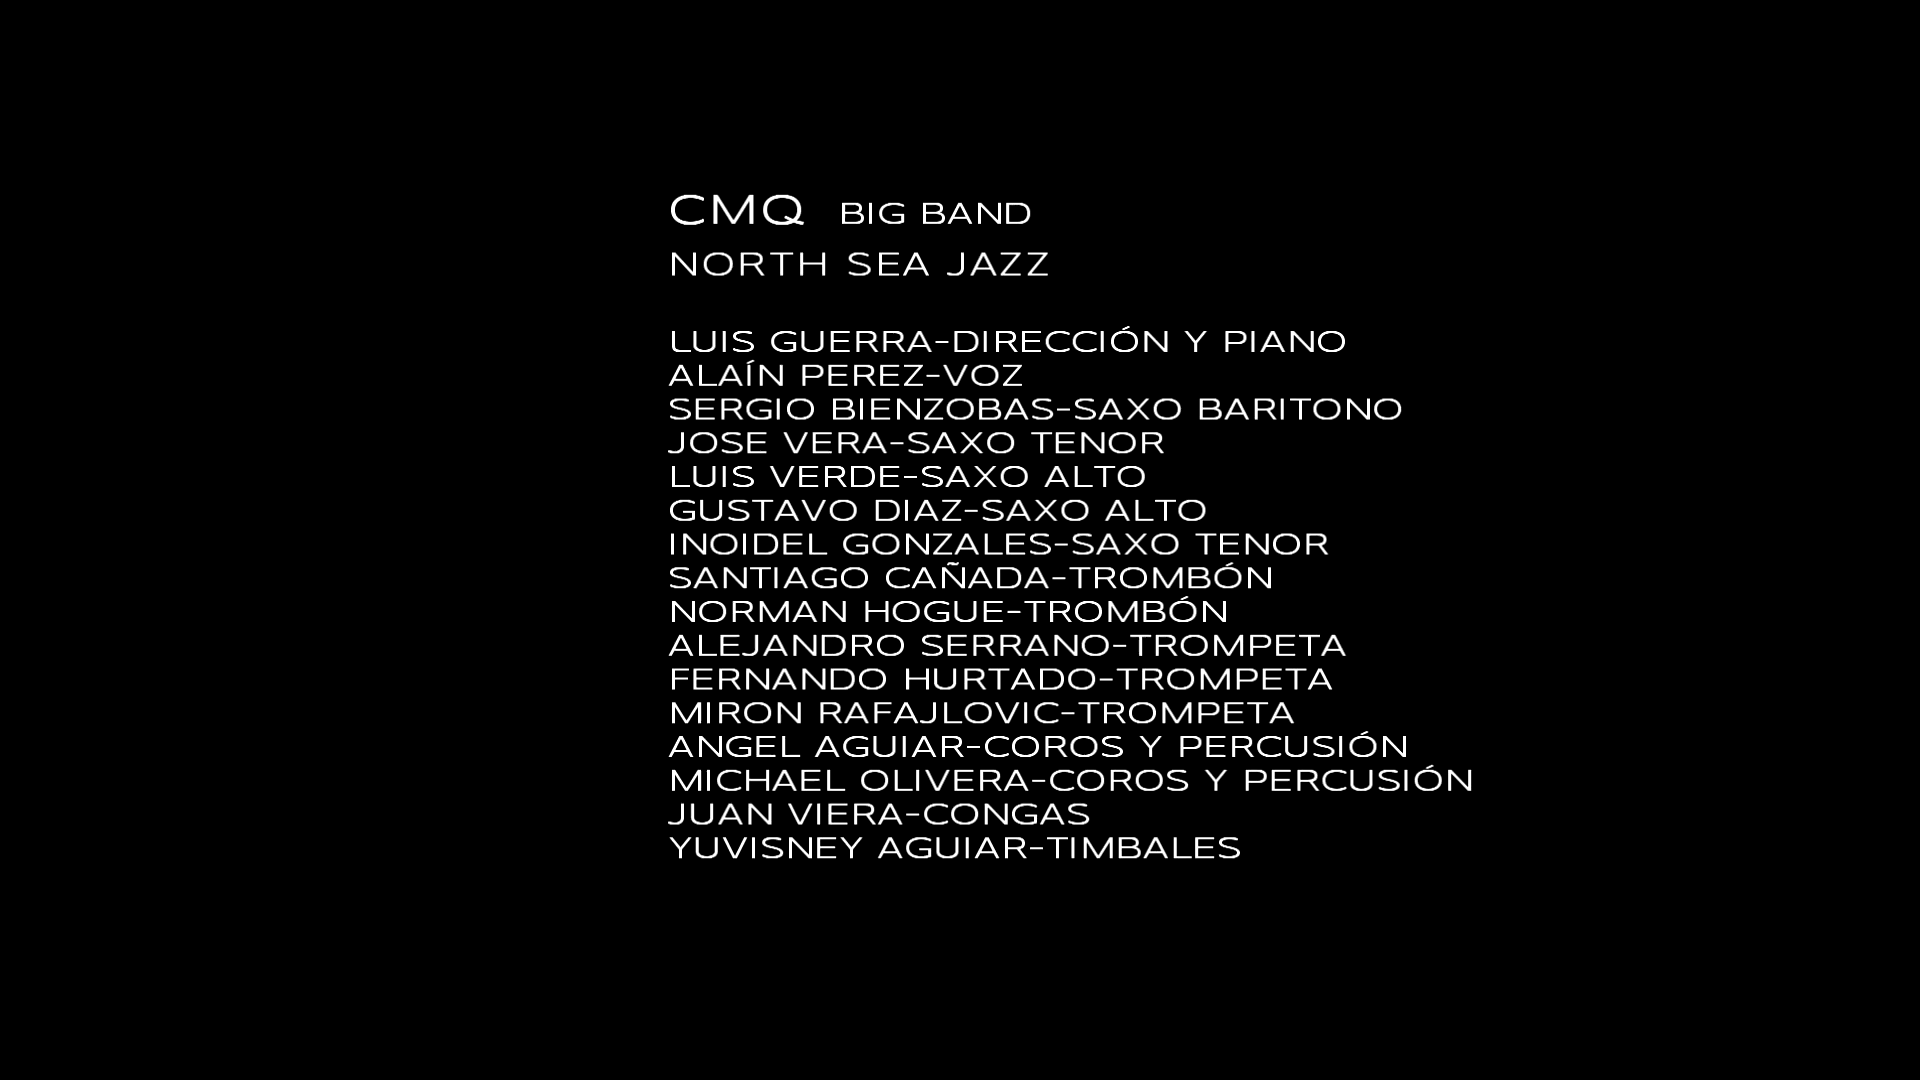 CMQ BIG BAND
NORTH SEA JAZZ
LUIS GUERRA-DIRECCIÓN Y PIANO
ALAÍN PEREZ-VOZ
SERGIO BIENZOBAS-SAXO BARITONO
JOSE VERA-SAXO TENOR
LUIS VERDE-SAXO ALTO
GUSTAVO DIAZ-SAXO ALTO
INOIDEL GONZALES-SAXO TENOR
SANTIAGO CAÑADA-TROMBÓN
NORMAN HOGUE-TROMBÓN
ALEJANDRO SERRANO-TROMPETA
FERNANDO HURTADO-TROMPETA
MIRON RAFAJLOVIC-TROMPETA
ANGEL AGUIAR-COROS Y PERCUSIÓN
MICHAEL OLIVERA-COROS Y PERCUSIÓN
JUAN VIERA-CONGAS
YUVISNEY AGUIAR-TIMBALES